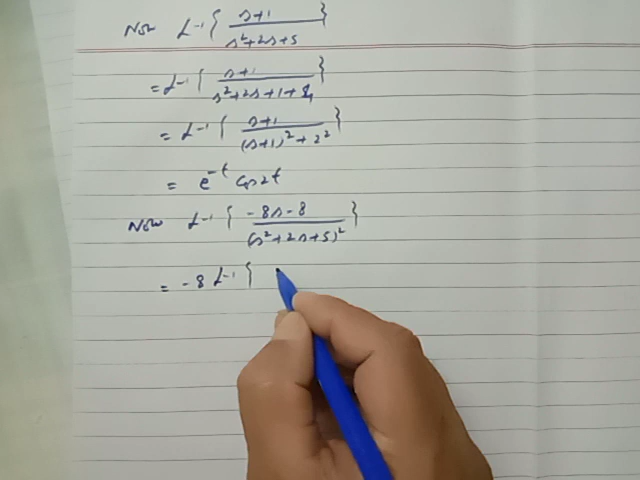 Now L⁻¹ { s+1 / s²+2s+5 }
= L⁻¹ { s+1 / s²+2s+1+4 }
= L⁻¹ { s+1 / (s+1)²+2² }
= e⁻ᵗ cos2t
Now L⁻¹ { -8s-8 / (s²+2s+5)² }
= -8 L⁻¹ {